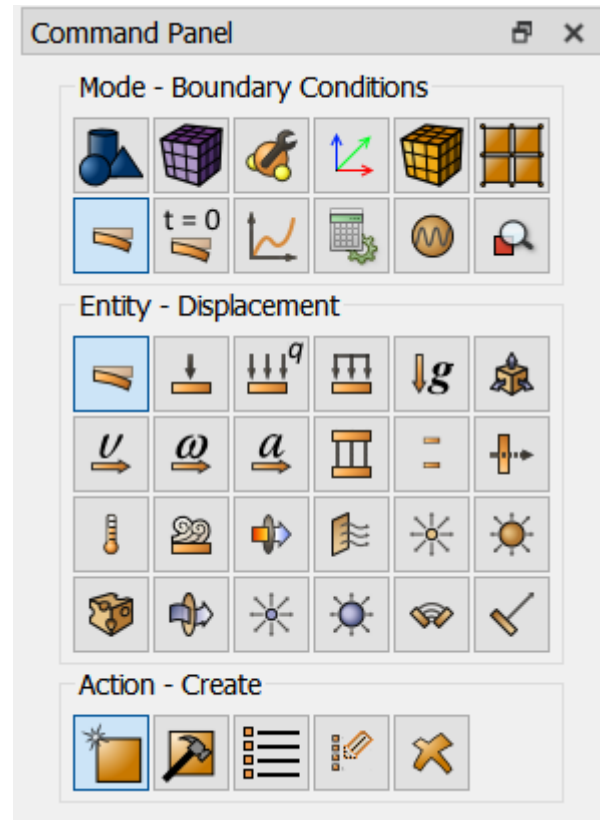 Command Panel
Mode - Boundary Conditions
t = 0
Entity - Displacement
q
g
υ ω a
Action - Create